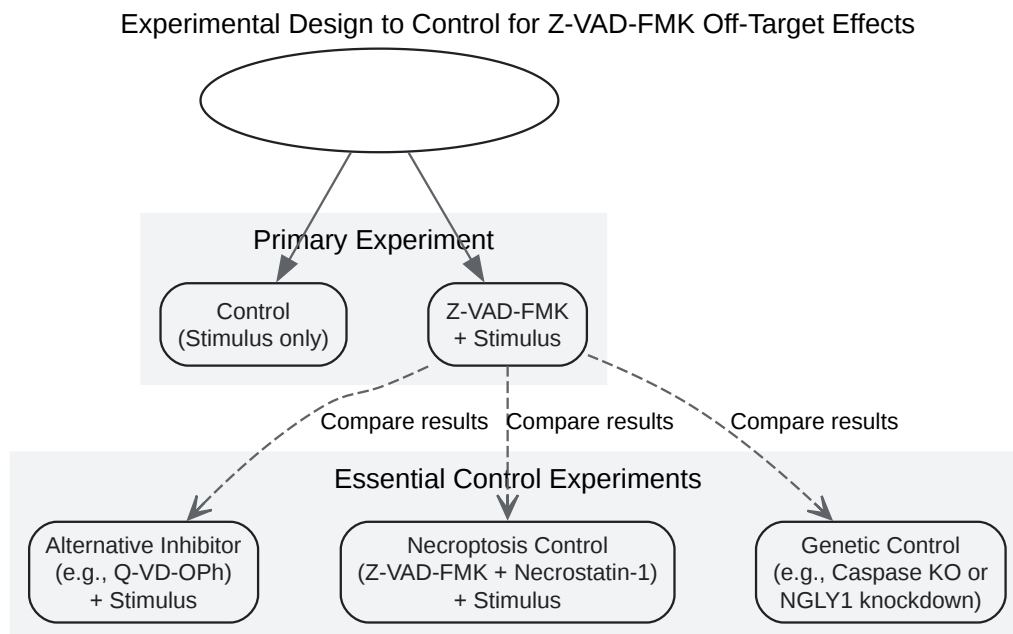 Experimental Design to Control for Z-VAD-FMK Off-Target Effects
Primary Experiment
Control
(Stimulus only)
Z-VAD-FMK
+ Stimulus
Compare results
Compare results
Compare results
Essential Control Experiments
Alternative Inhibitor
(e.g., Q-VD-OPh)
+ Stimulus
Necroptosis Control
(Z-VAD-FMK + Necrostatin-1)
+ Stimulus
Genetic Control
(e.g., Caspase KO or
NGLY1 knockdown)